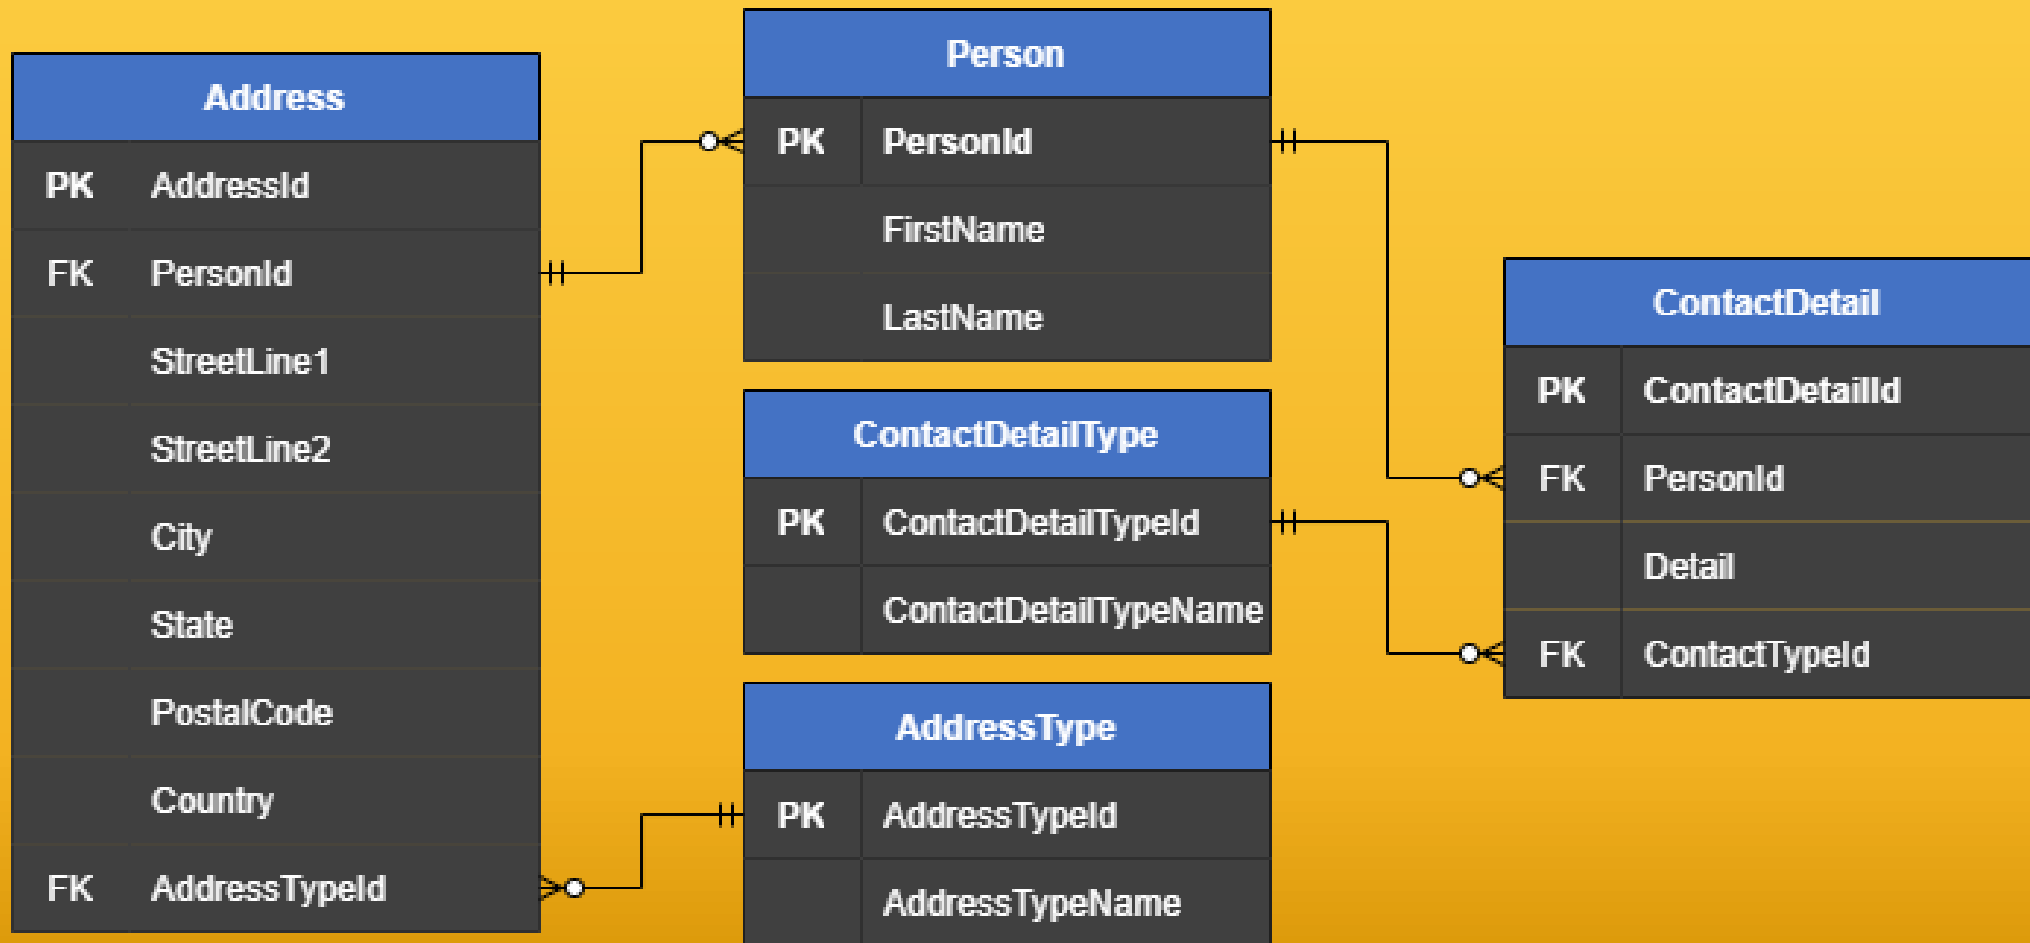 Address
PK AddressId
FK PersonId
StreetLine1
StreetLine2
City
State
PostalCode
Country
FK AddressTypeId
Person
PK PersonId
FirstName
LastName
ContactDetailType
PK ContactDetailTypeId
ContactDetailTypeName
AddressType
PK AddressTypeId
AddressTypeName
ContactDetail
PK ContactDetailId
FK PersonId
Detail
FK ContactTypeId